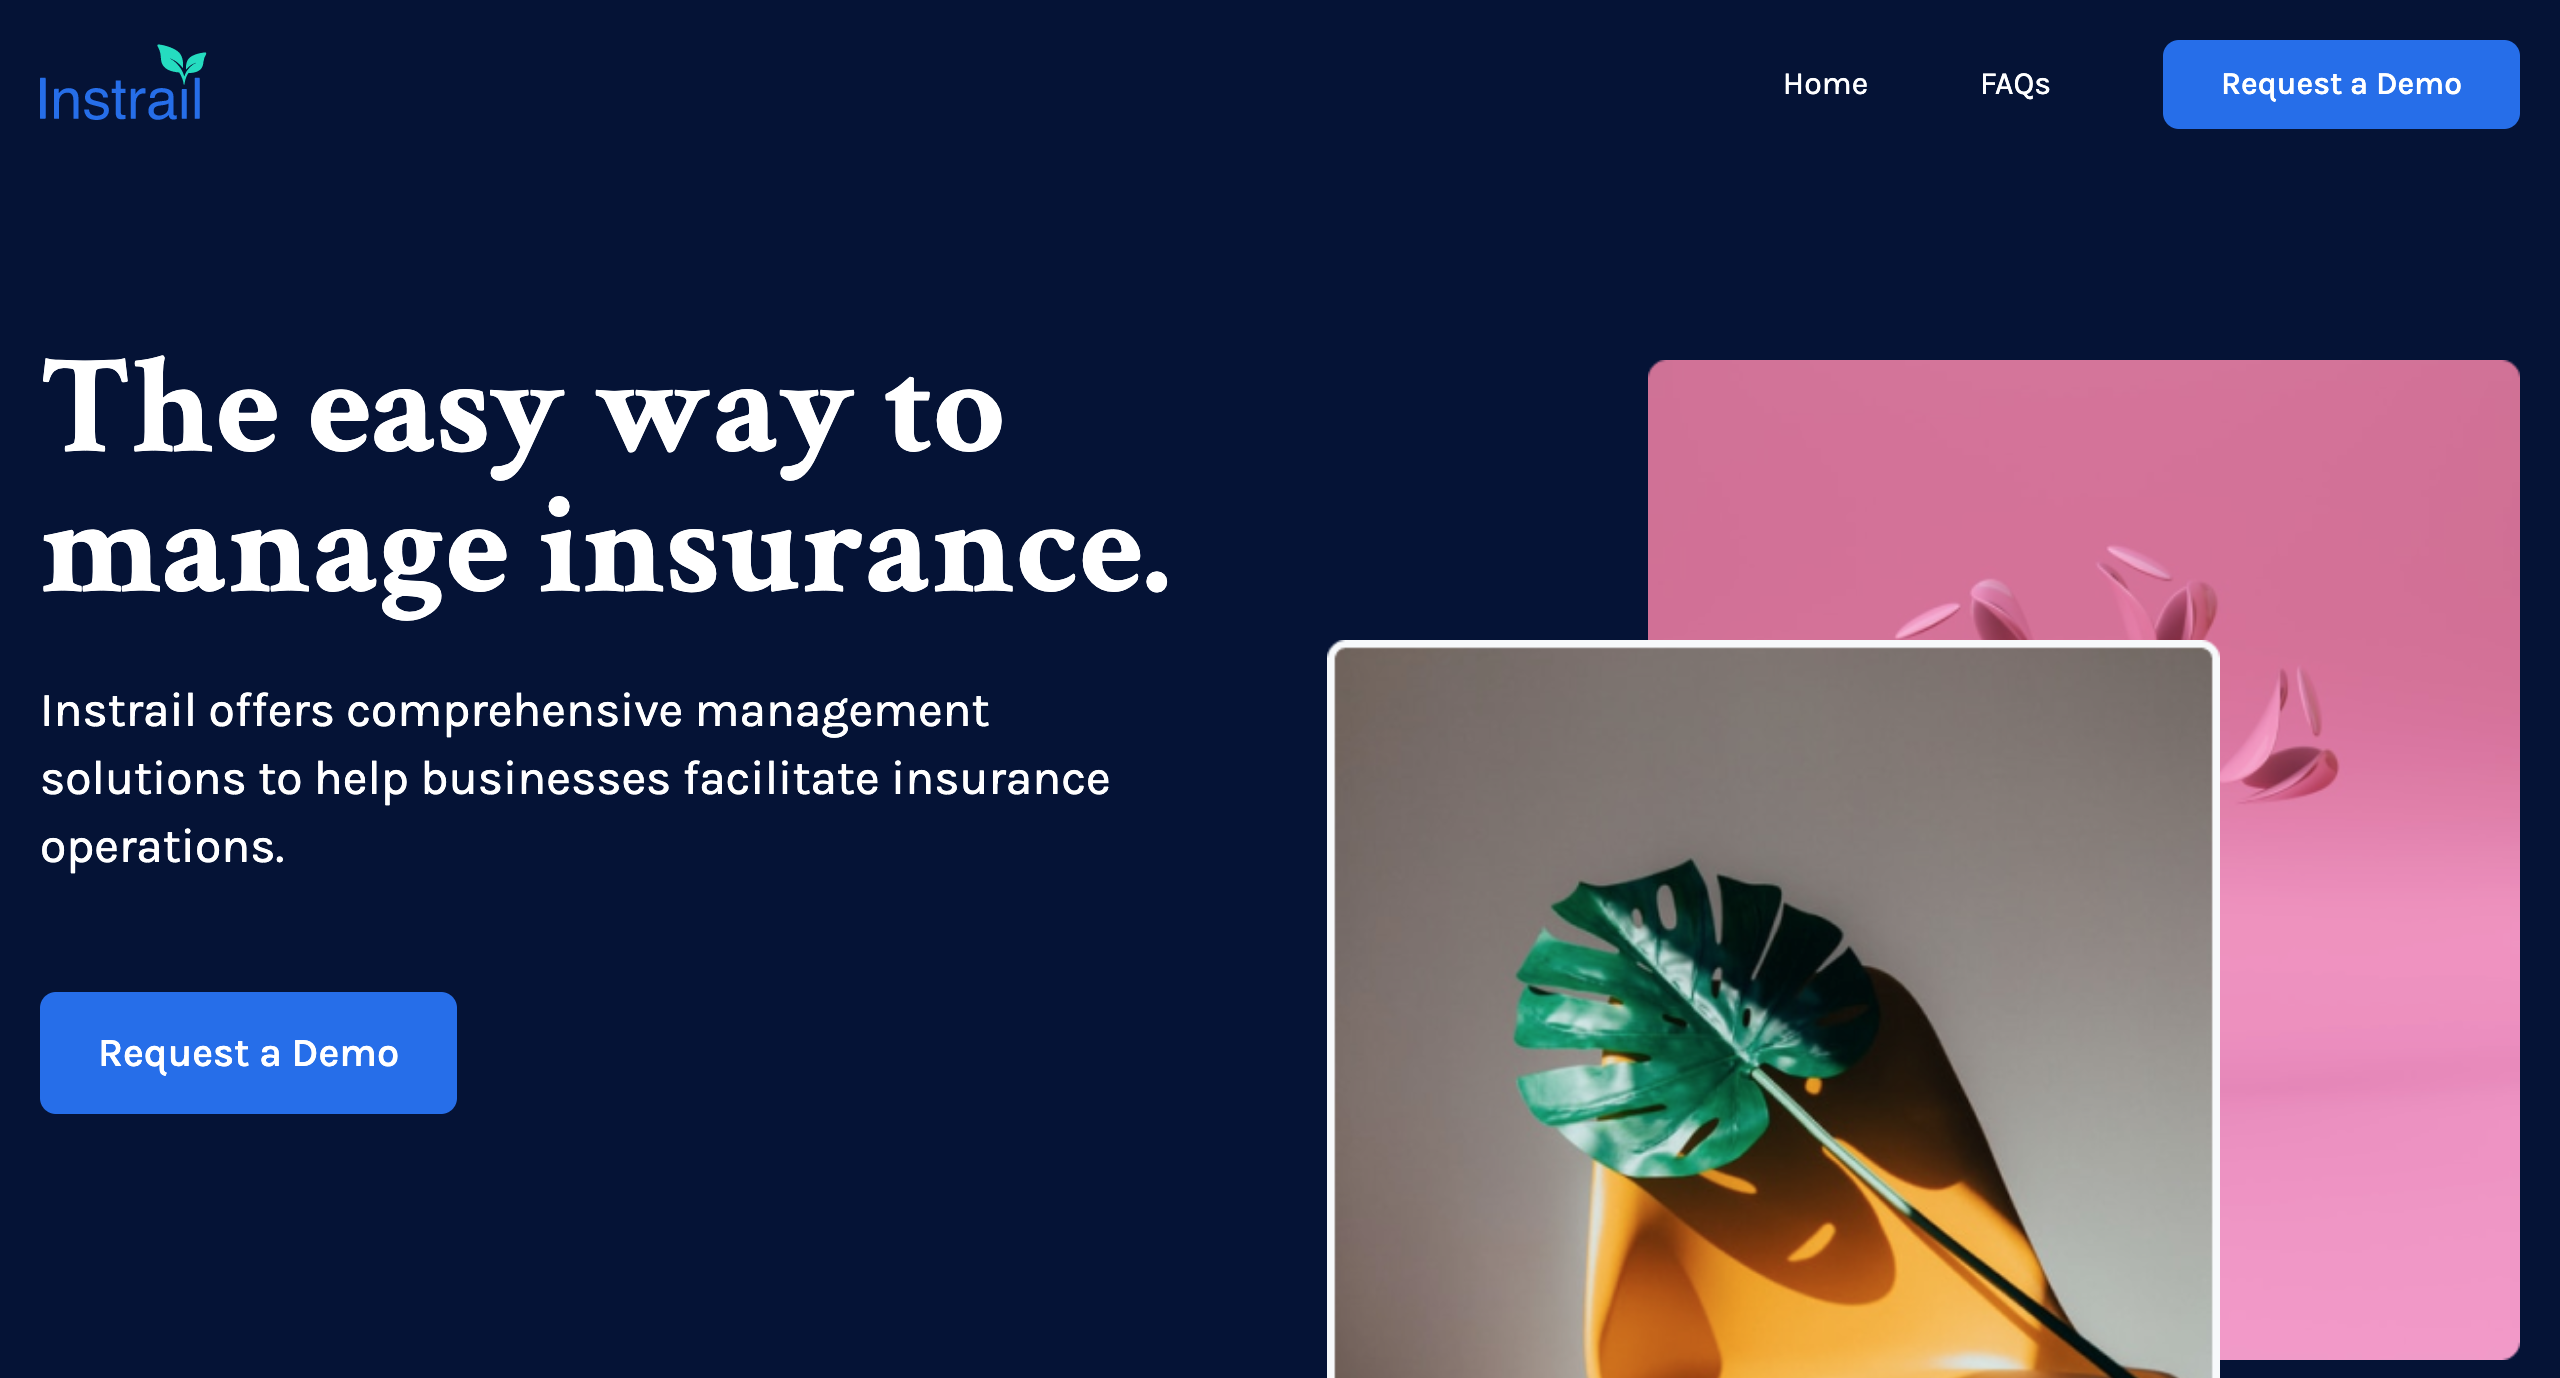 Instrail
Home
FAQs
Request a Demo
The easy way to
manage insurance.
Instrail offers comprehensive management
solutions to help businesses facilitate insurance
operations.
Request a Demo